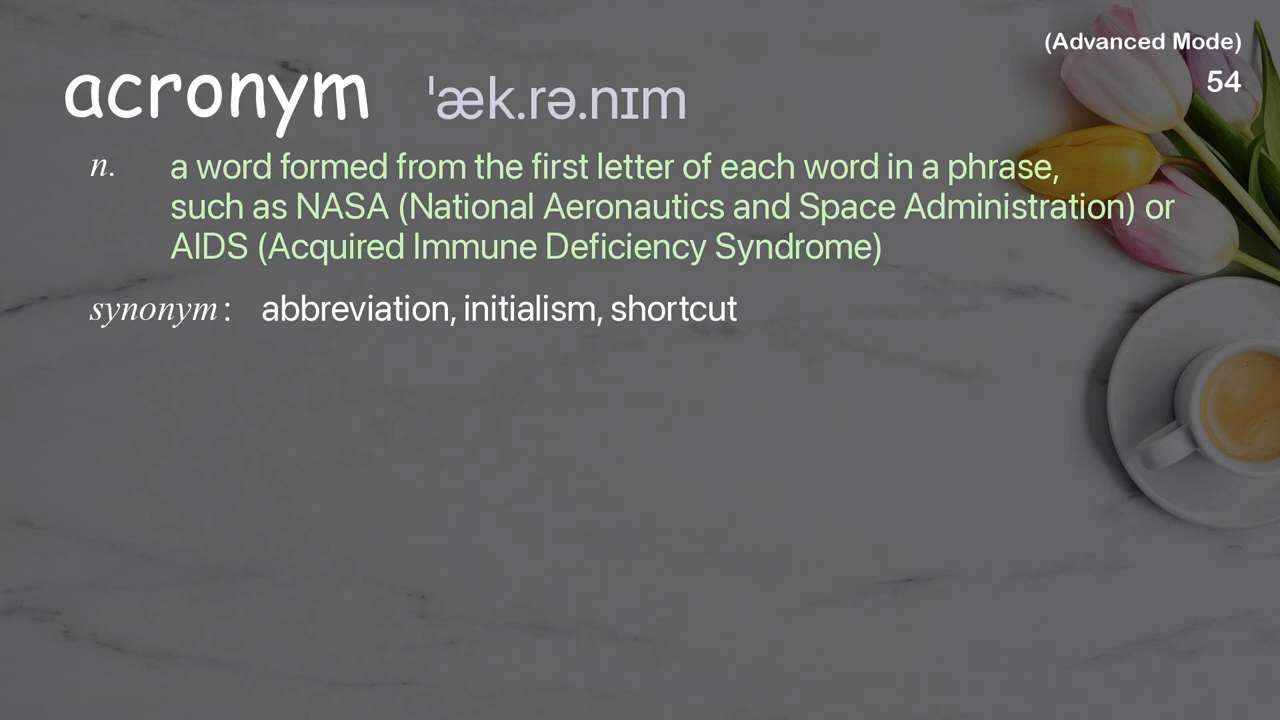 (Advanced Mode)
54
acronym ˈæk.rə.nɪm
n. a word formed from the first letter of each word in a phrase,
such as NASA (National Aeronautics and Space Administration) or
AIDS (Acquired Immune Deficiency Syndrome)
synonym: abbreviation, initialism, shortcut